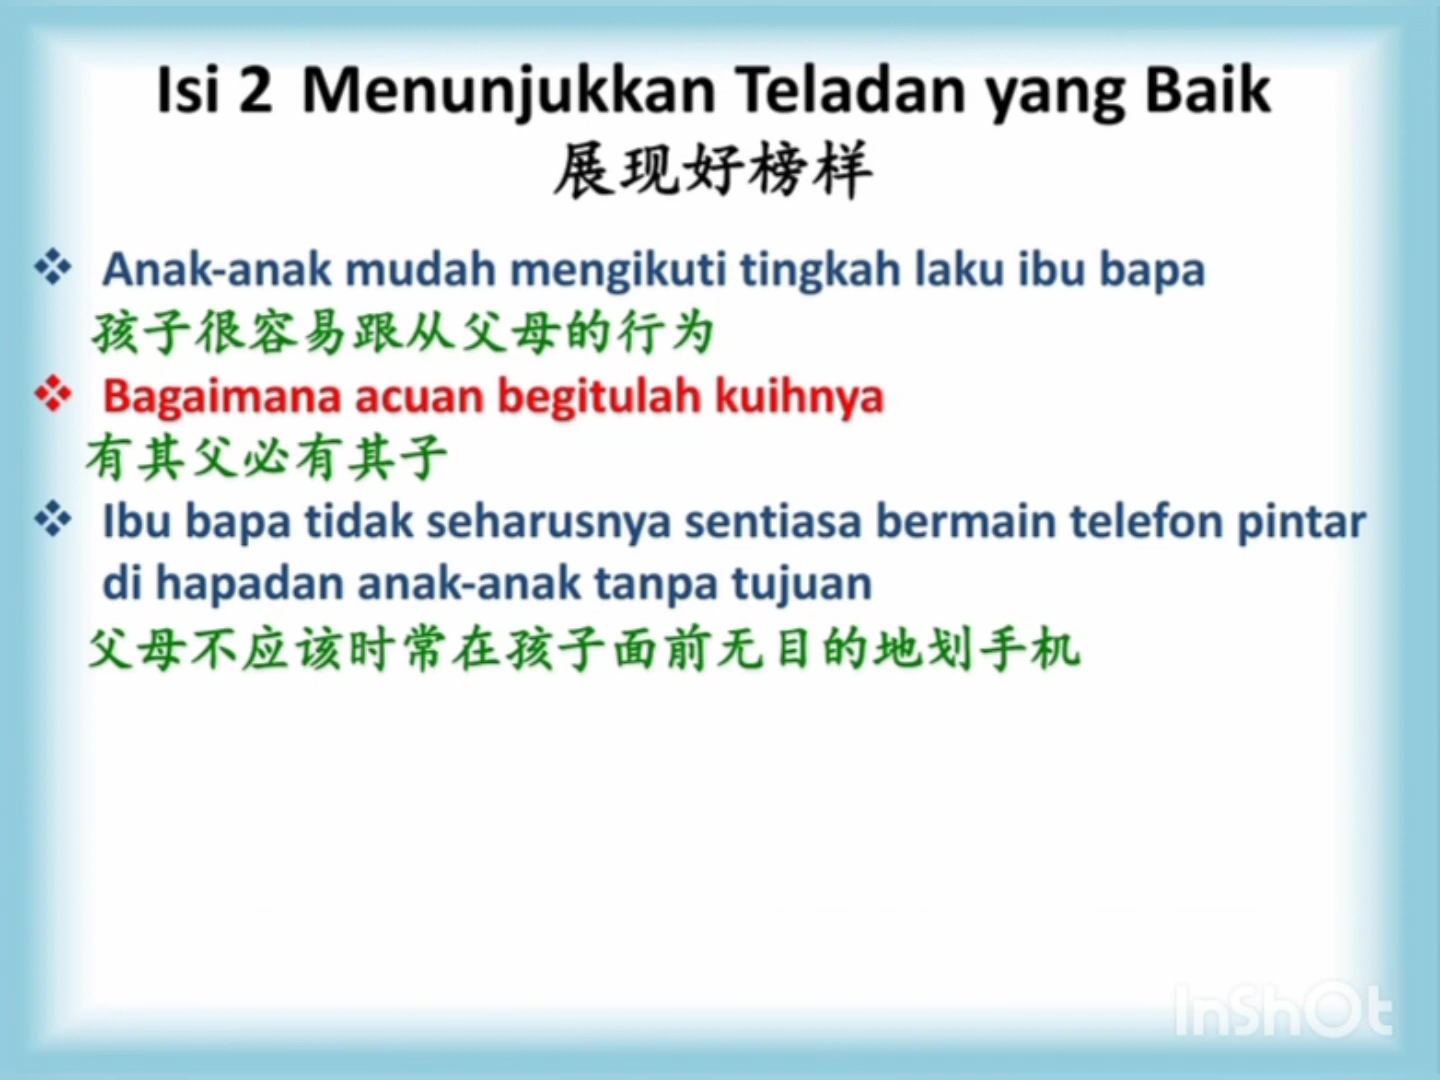 Isi 2 Menunjukkan Teladan yang Baik
展现好榜样
❖ Anak-anak mudah mengikuti tingkah laku ibu bapa
孩子很容易跟从父母的行为
❖ Bagaimana acuan begitulah kuihnya
有其父必有其子
❖ Ibu bapa tidak seharusnya sentiasa bermain telefon pintar
di hapadan anak-anak tanpa tujuan
父母不应该时常在孩子面前无目的地划手机
InShOt